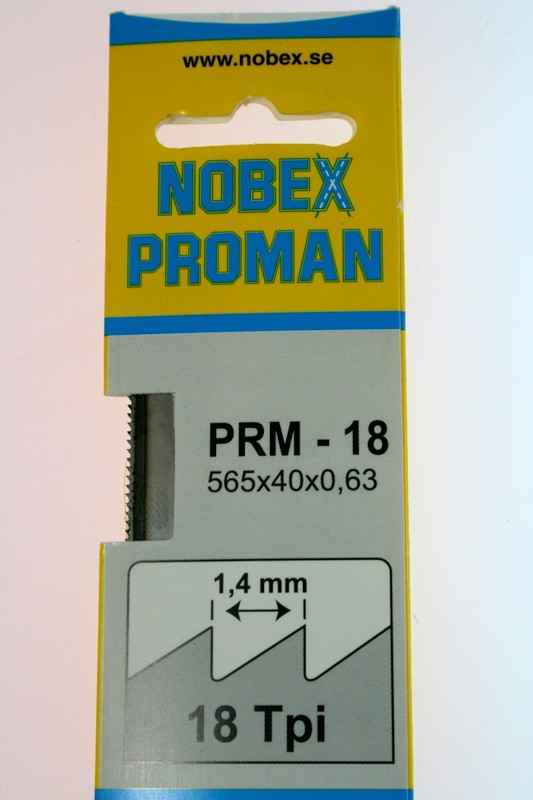 www.nobex.se
NOBEX
PROMAN
PRM - 18
565x40x0,63
1,4 mm
18 Tpi